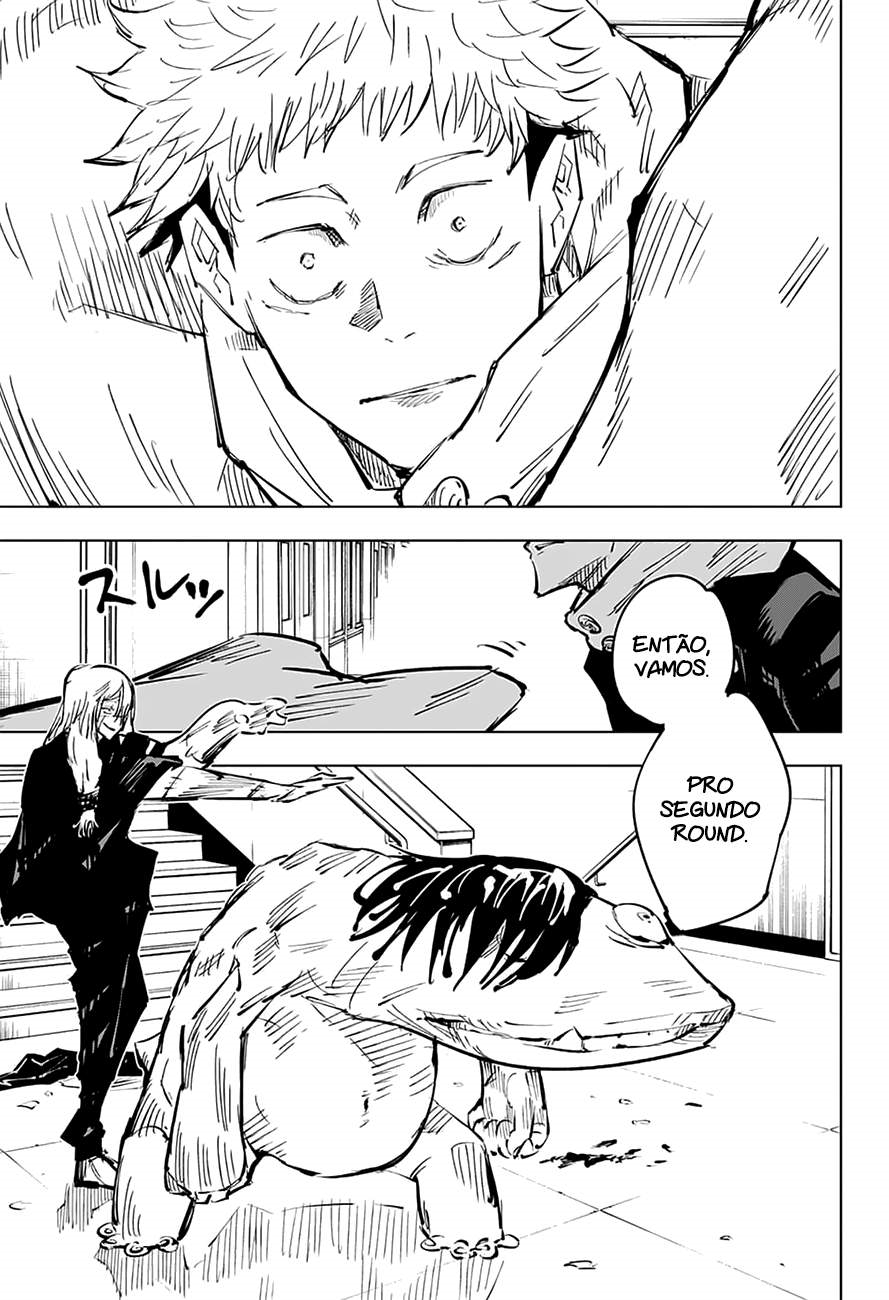 スルッ
ENTÃO,
VAMOS.
PRO
SEGUNDO
ROUND.